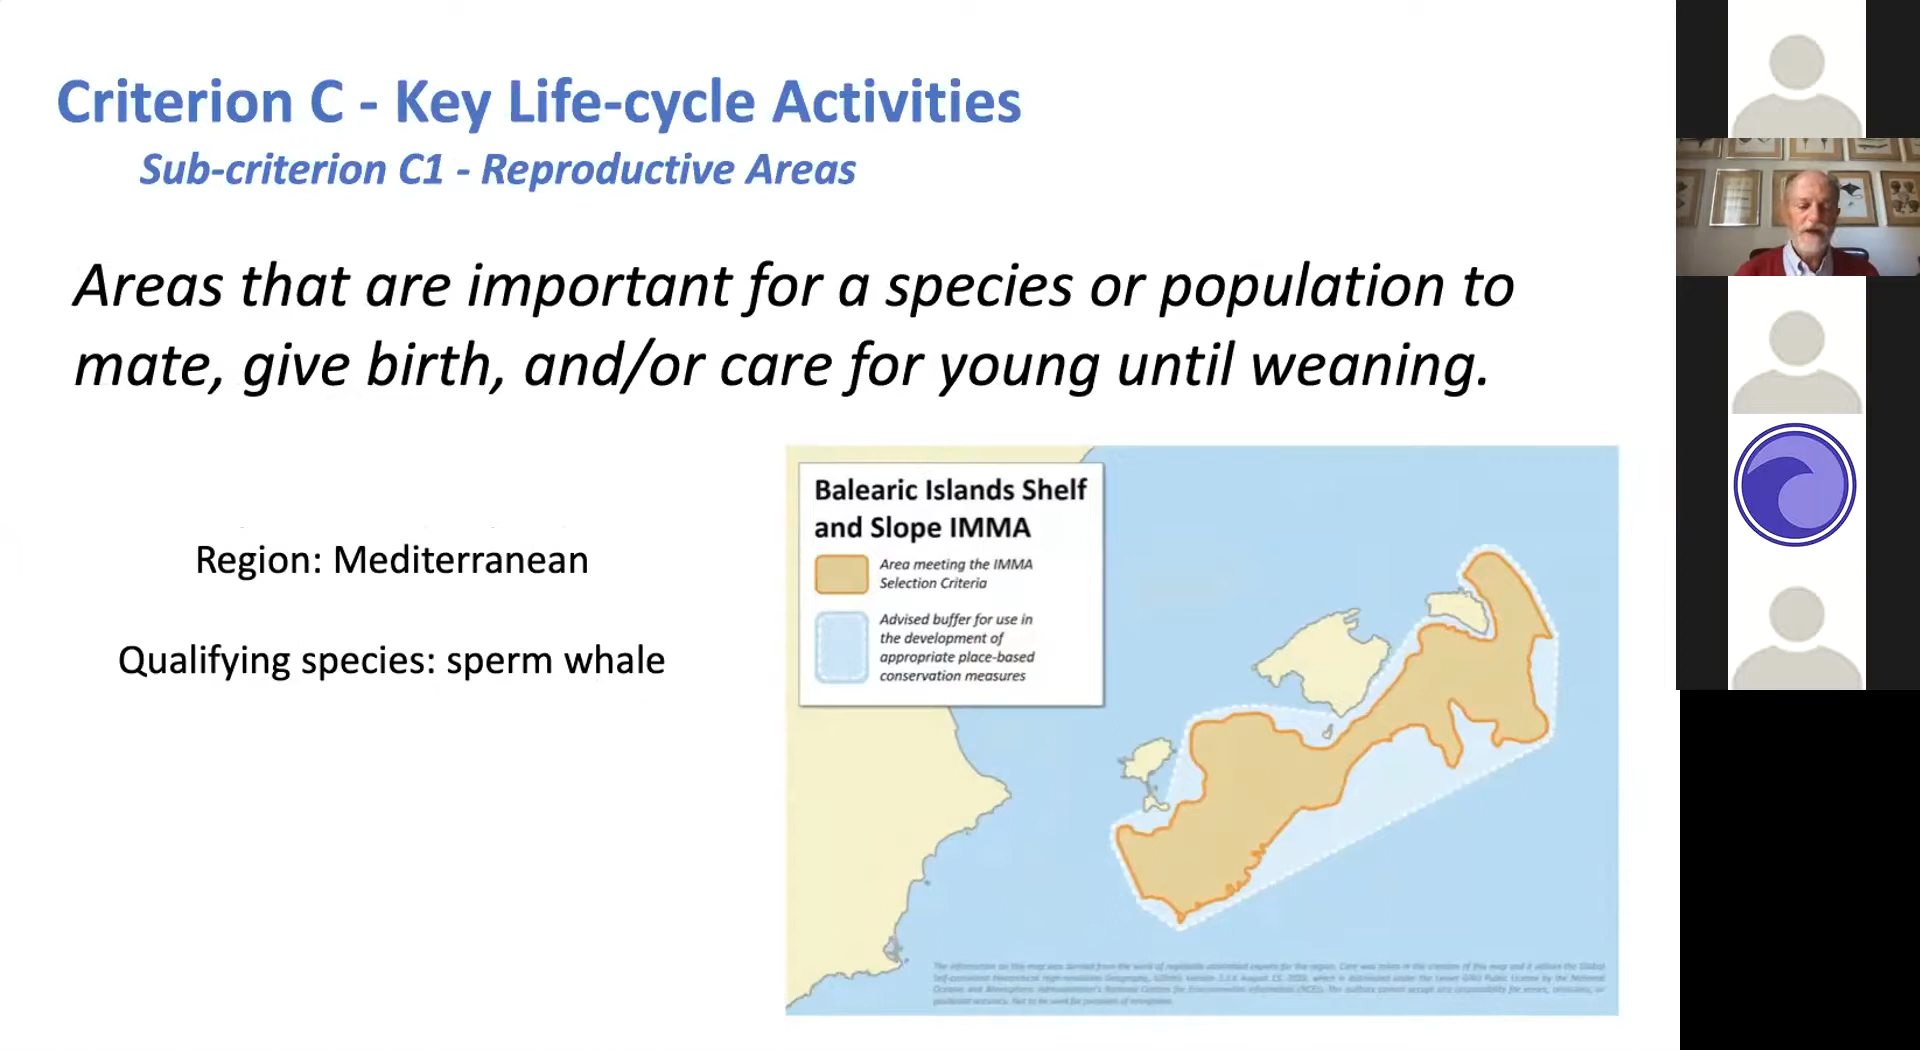 Criterion C - Key Life-cycle Activities
Sub-criterion C1 - Reproductive Areas
Areas that are important for a species or population to
mate, give birth, and/or care for young until weaning.
Region: Mediterranean
Qualifying species: sperm whale
Balearic Islands Shelf
and Slope IMMA
Area meeting the IMMA
Selection Criteria
Advised buffer for use in
the development of
appropriate place-based
conservation measures